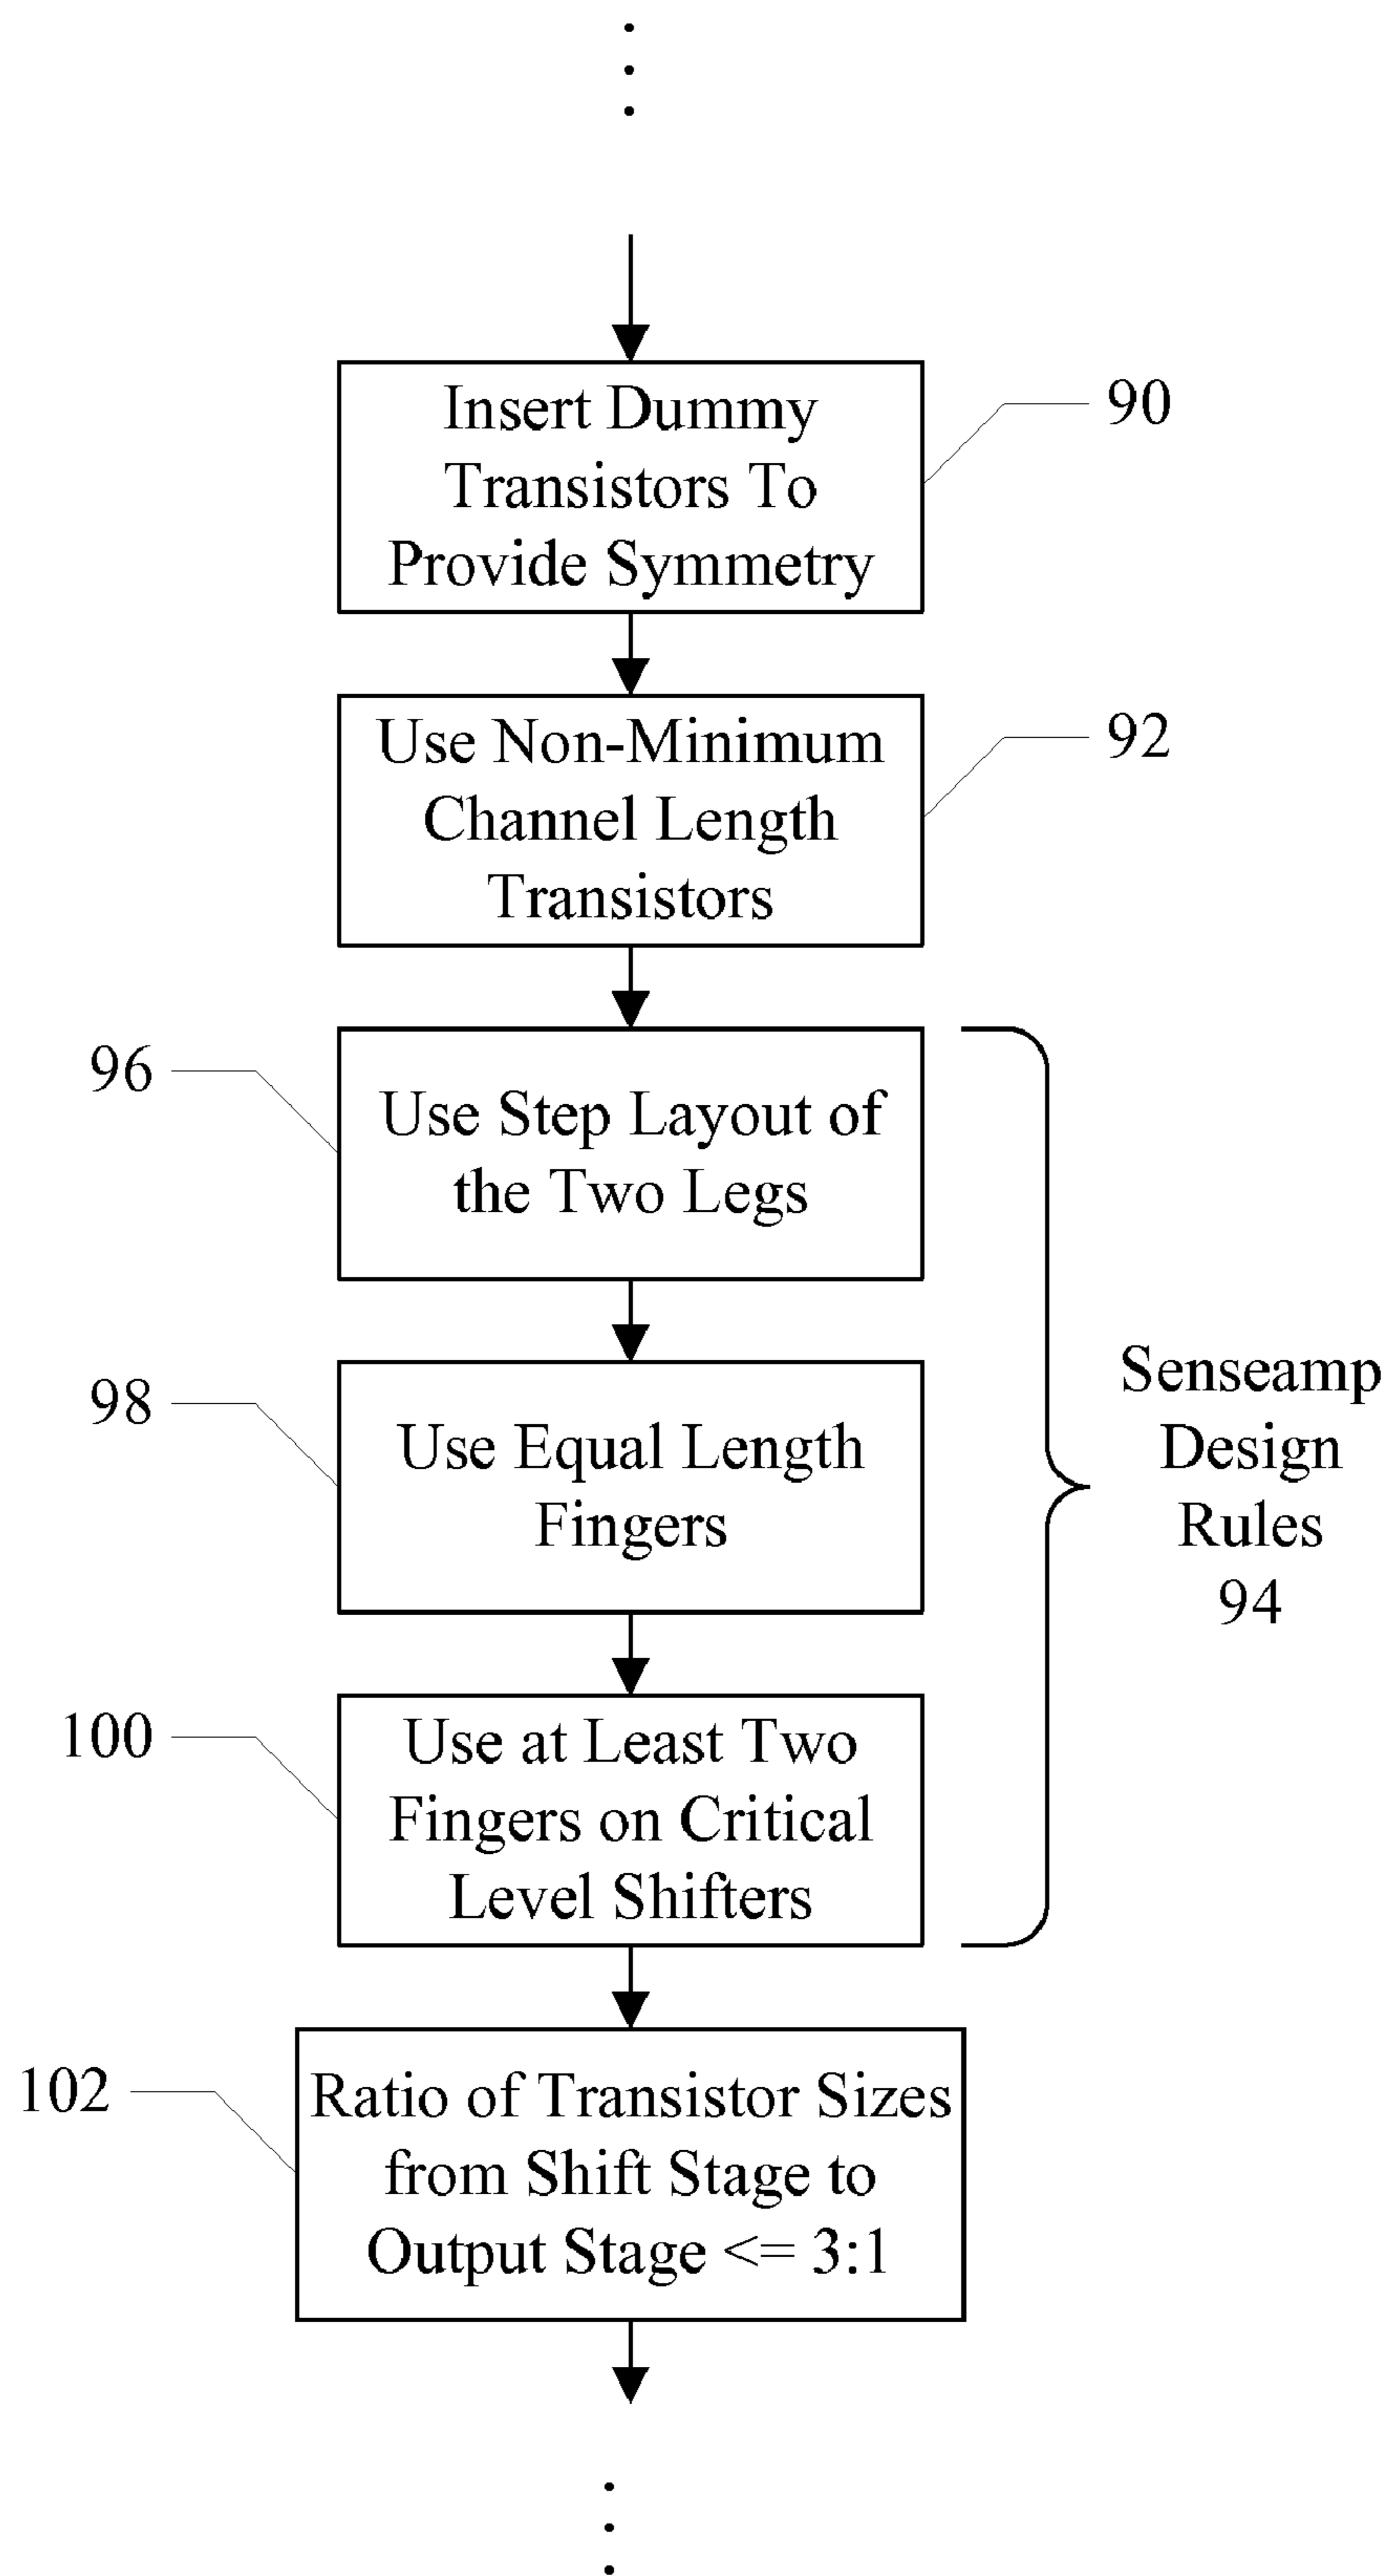 Insert Dummy
Transistors To
Provide Symmetry
90
Use Non-Minimum
Channel Length
Transistors
92
96
Use Step Layout of
the Two Legs
98
Use Equal Length
Fingers
Senseamp
Design
Rules
94
100
Use at Least Two
Fingers on Critical
Level Shifters
102
Ratio of Transistor Sizes
from Shift Stage to
Output Stage <= 3:1